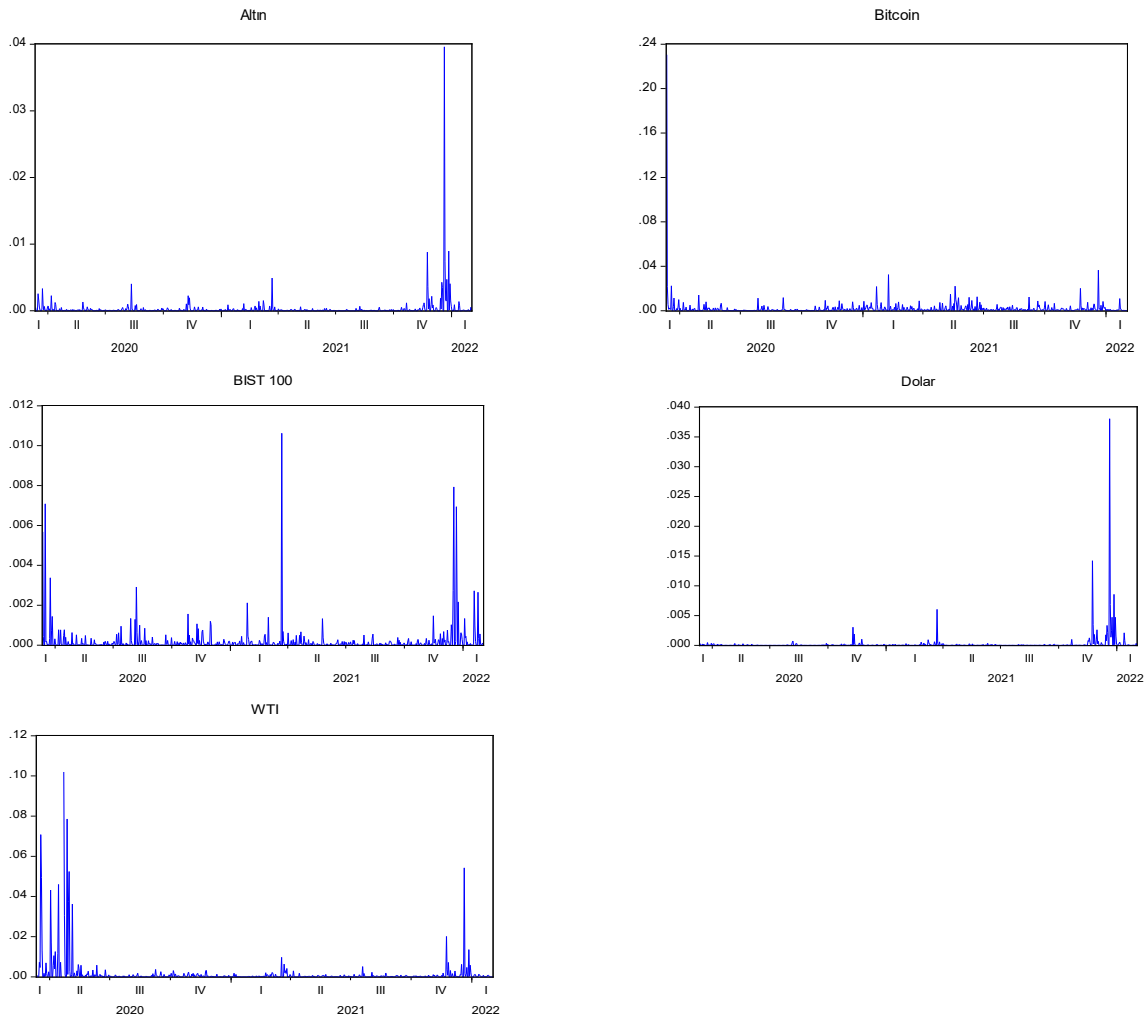 Altın
.04
.03
.02
.01
.00
I II III IV I II III IV I
2020 2021 2022
Bitcoin
.24
.20
.16
.12
.08
.04
.00
I II III IV I II III IV I
2020 2021 2022
BIST 100
.012
.010
.008
.006
.004
.002
.000
I II III IV I II III IV I
2020 2021 2022
Dolar
.040
.035
.030
.025
.020
.015
.010
.005
.000
I II III IV I II III IV I
2020 2021 2022
WTI
.12
.10
.08
.06
.04
.02
.00
I II III IV I II III IV I
2020 2021 2022